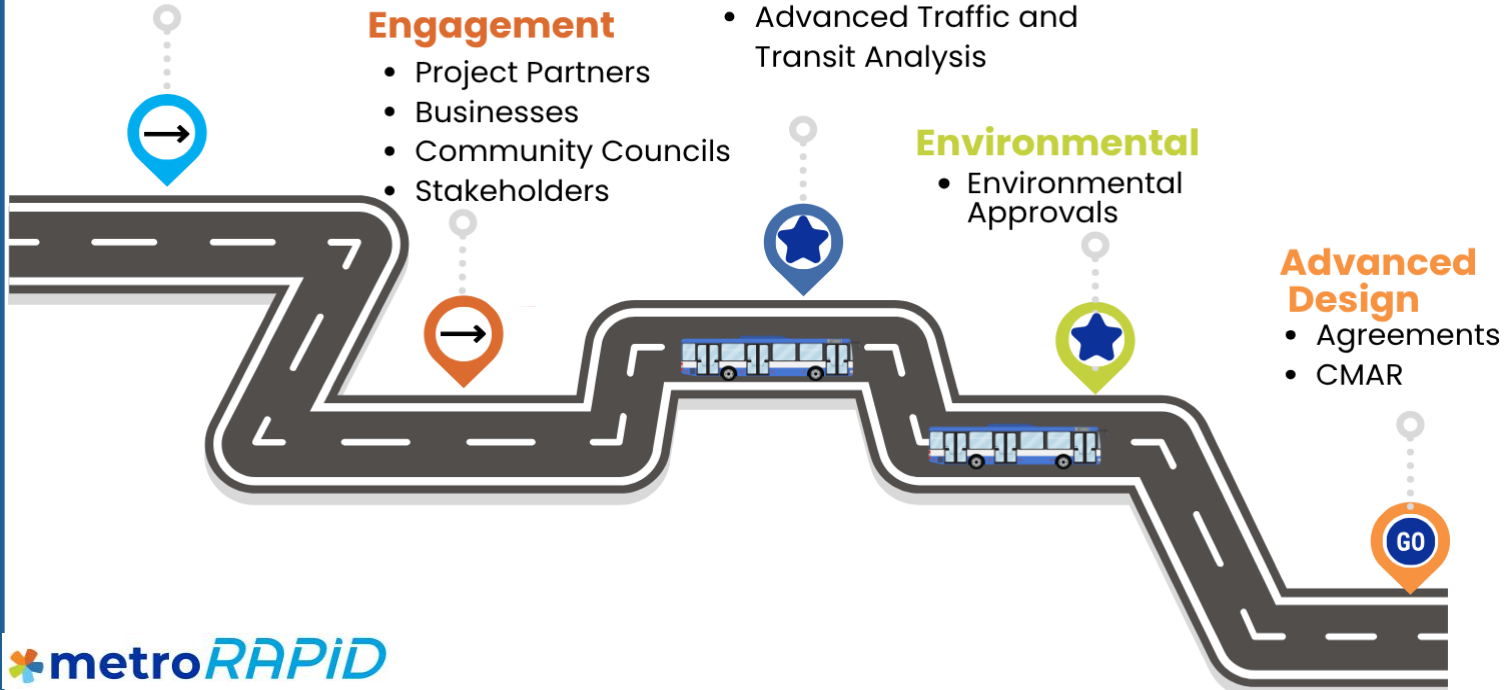 Engagement
• Project Partners
• Businesses
• Community Councils
• Stakeholders
• Advanced Traffic and
Transit Analysis
Environmental
• Environmental
Approvals
Advanced
Design
• Agreements
• CMAR
GO
metroRAPiD